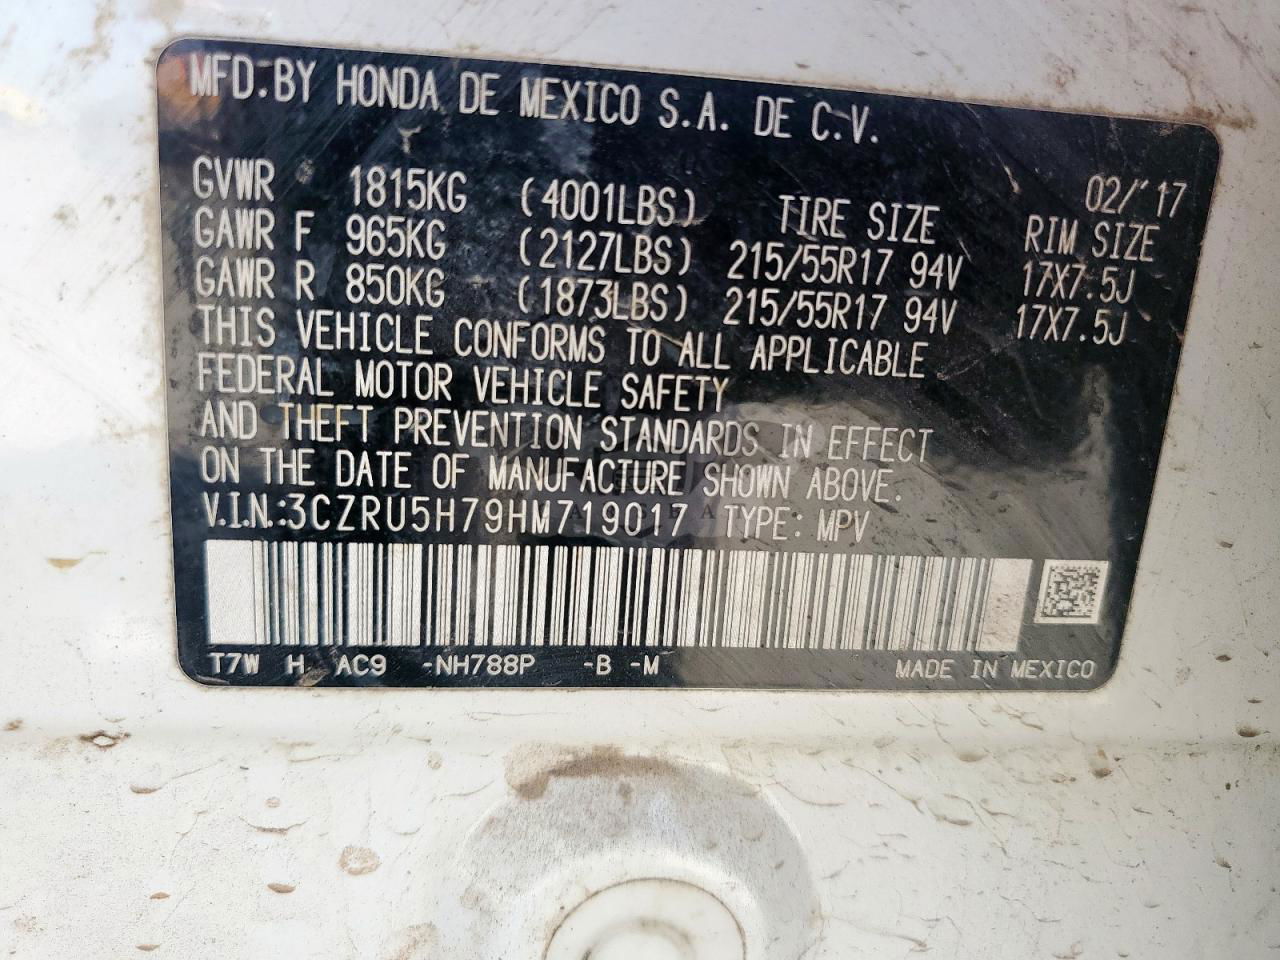 MFD.BY HONDA DE MEXICO S.A. DE C.V.
GVWR 1815KG (4001LBS) TIRE SIZE 02/'17
RIM SIZE
GAWR F 965KG (2127LBS) 215/55R17 94V 17X7.5J
GAWR R 850KG (1873LBS) 215/55R17 94V 17X7.5J
THIS VEHICLE CONFORMS TO ALL APPLICABLE
FEDERAL MOTOR VEHICLE SAFETY
AND THEFT PREVENTION STANDARDS IN EFFECT
ON THE DATE OF MANUFACTURE SHOWN ABOVE.
V.I.N.:3CZRU5H79HM719017 TYPE: MPV
T7W H AC9 -NH788P -B -M MADE IN MEXICO